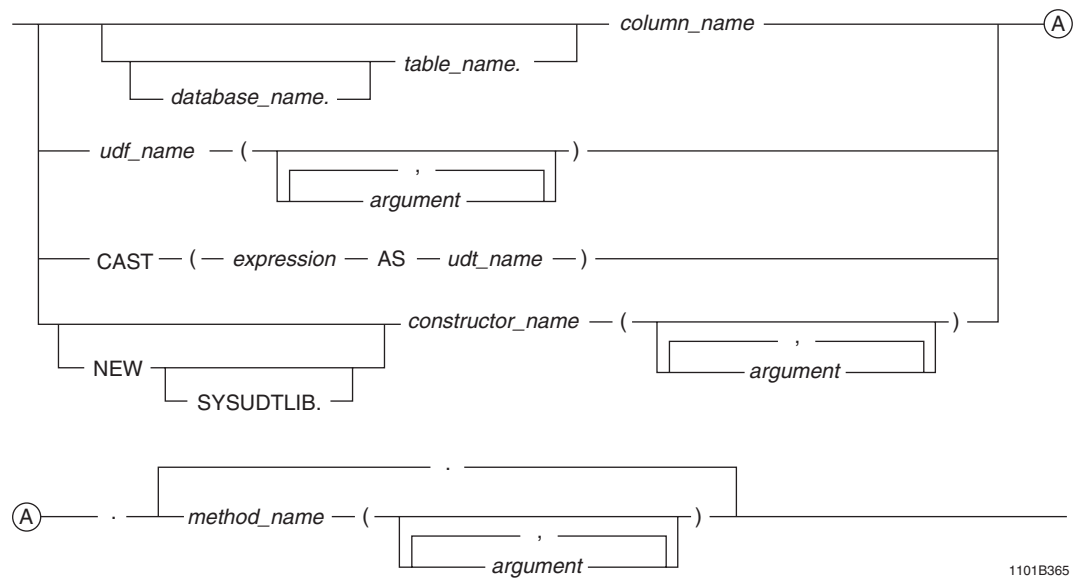 column_name A
table_name.
database_name.
udf_name ( )
,
argument
CAST ( expression AS udt_name )
constructor_name ( )
NEW ,
argument
SYSUDTLIB.
.
A . method_name ( )
,
argument
1101B365